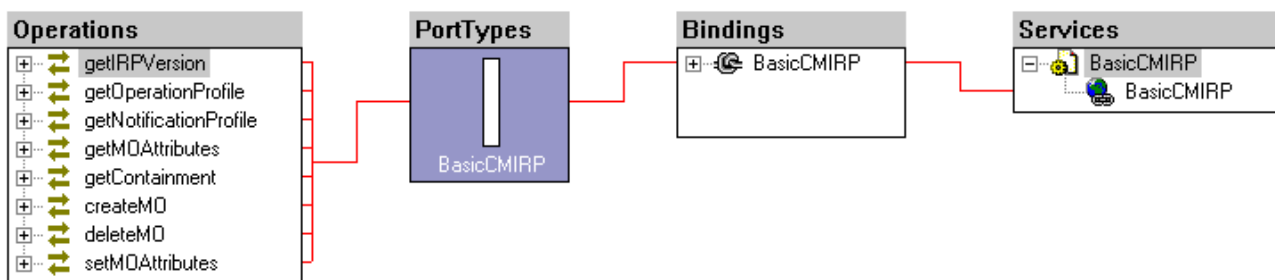 Operations
getIRPVersion
getOperationProfile
getNotificationProfile
getMOAttributes
getContainment
createMO
deleteMO
setMOAttributes
PortTypes
BasicCMIRP
Bindings
BasicCMIRP
Services
BasicCMIRP
BasicCMIRP